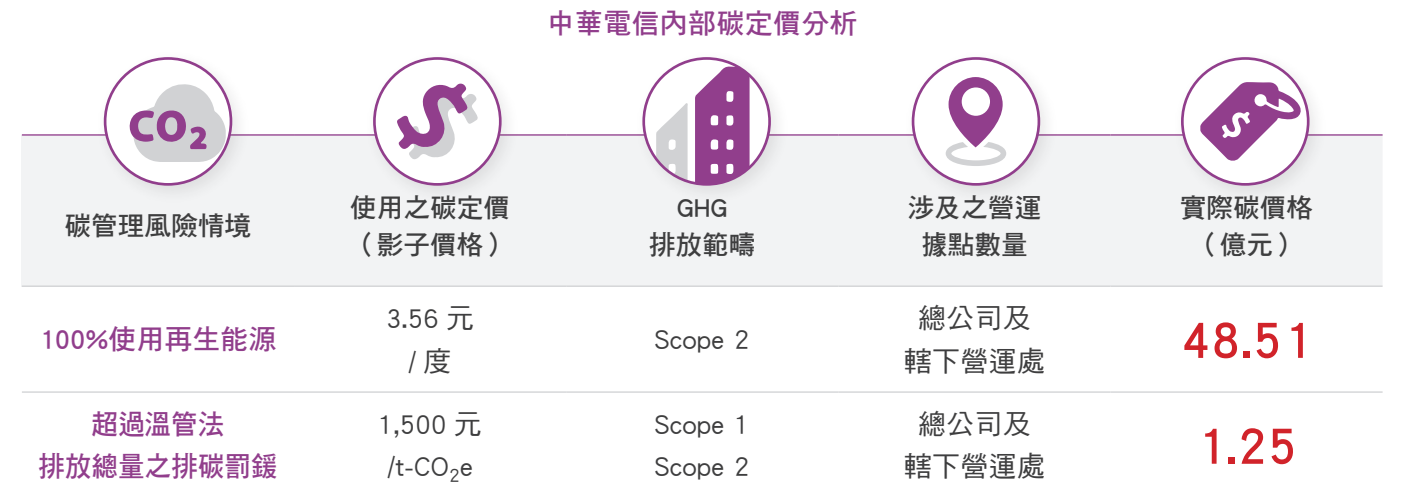 中華電信內部碳定價分析
CO2
碳管理風險情境
使用之碳定價
（影子價格）
GHG
排放範疇
涉及之營運
據點數量
實際碳價格
（億元）
100%使用再生能源
3.56 元
/ 度
Scope 2
總公司及
轄下營運處
48.51
超過溫管法
排放總量之排碳罰鍰
1,500 元
/t-CO2e
Scope 1
Scope 2
總公司及
轄下營運處
1.25